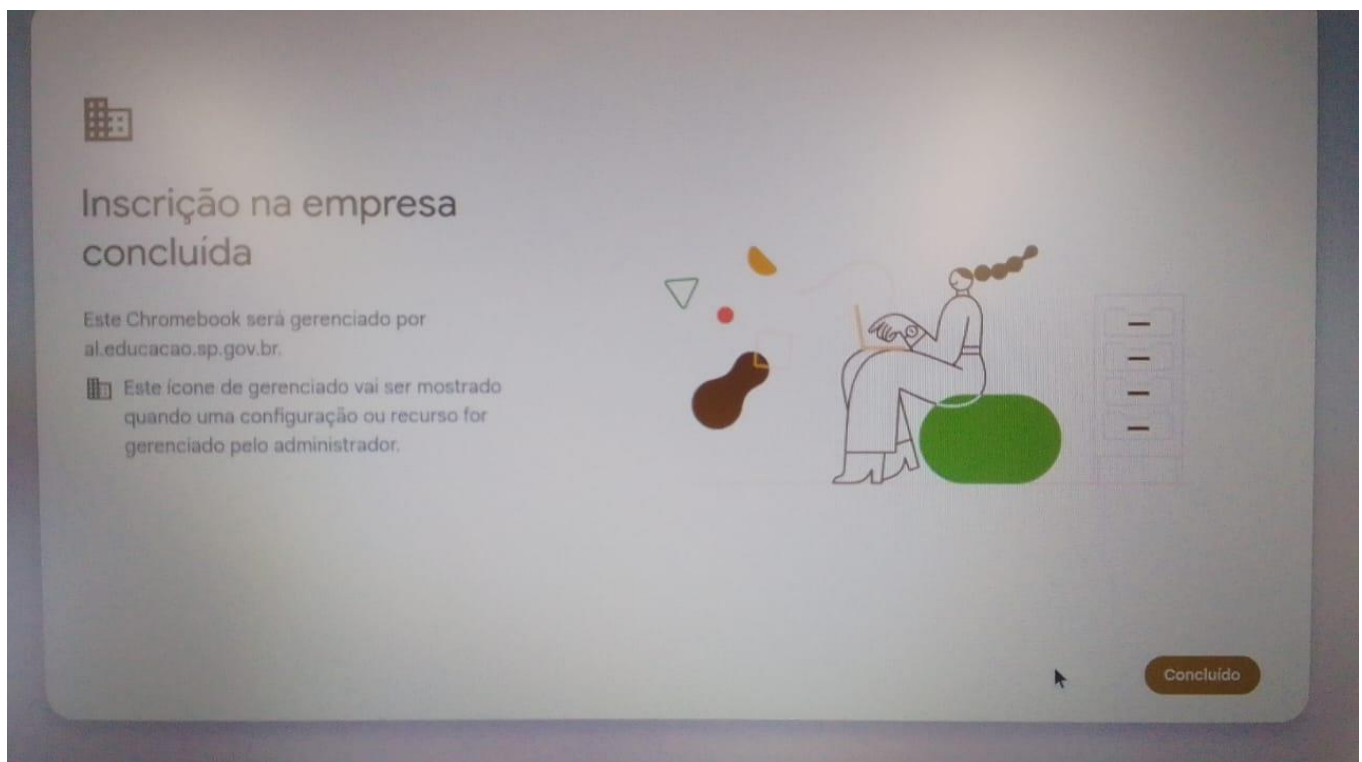 Inscrição na empresa
concluída
Este Chromebook será gerenciado por
al.educacao.sp.gov.br.
Este ícone de gerenciado vai ser mostrado
quando uma configuração ou recurso for
gerenciado pelo administrador.
Concluído